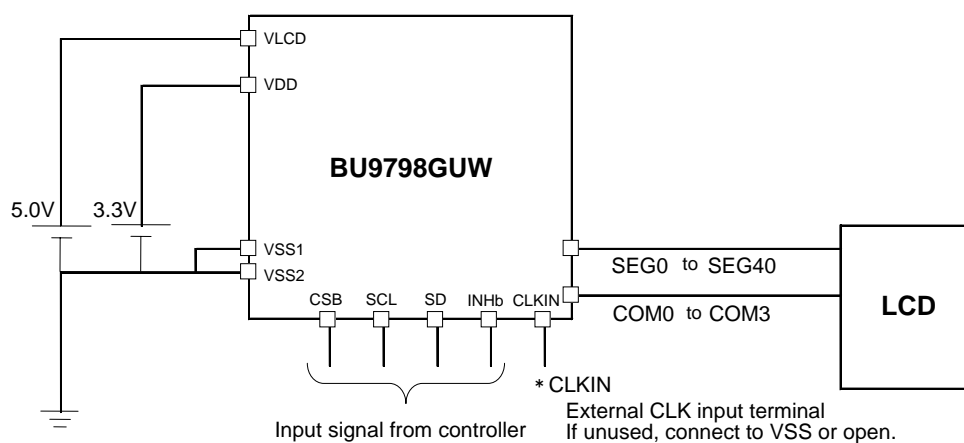 VLCD
VDD
BU9798GUW
5.0V
3.3V
VSS1
VSS2
CSB SCL SD INHb CLKIN
SEG0 to SEG40
COM0 to COM3
LCD
* CLKIN
External CLK input terminal
If unused, connect to VSS or open.
Input signal from controller